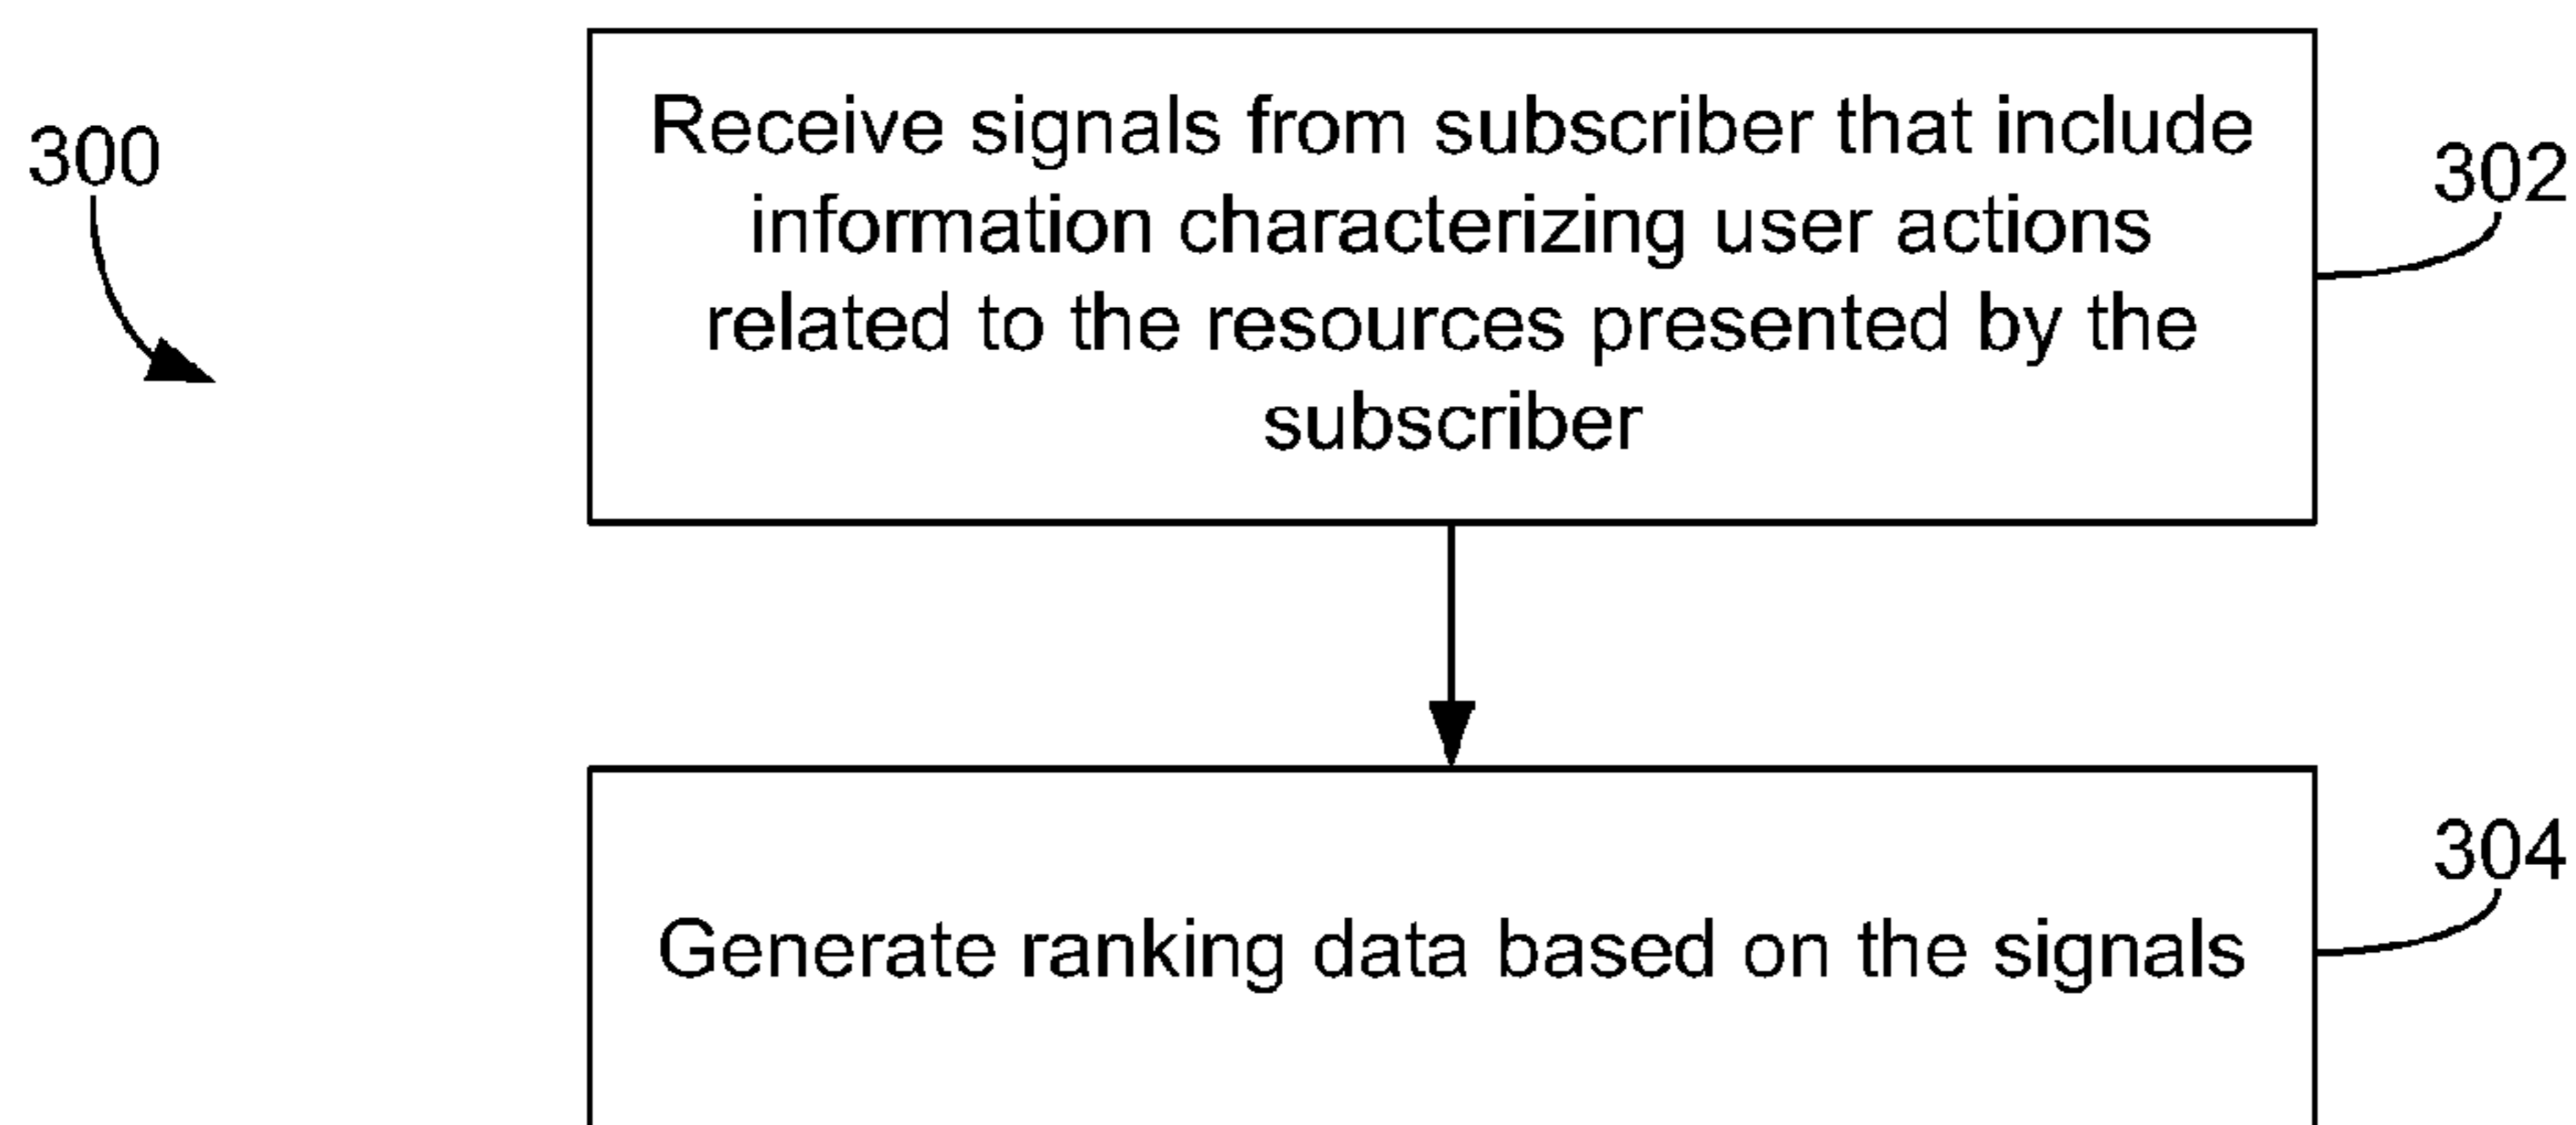 300
Receive signals from subscriber that include
information characterizing user actions
related to the resources presented by the
subscriber
302
Generate ranking data based on the signals
304